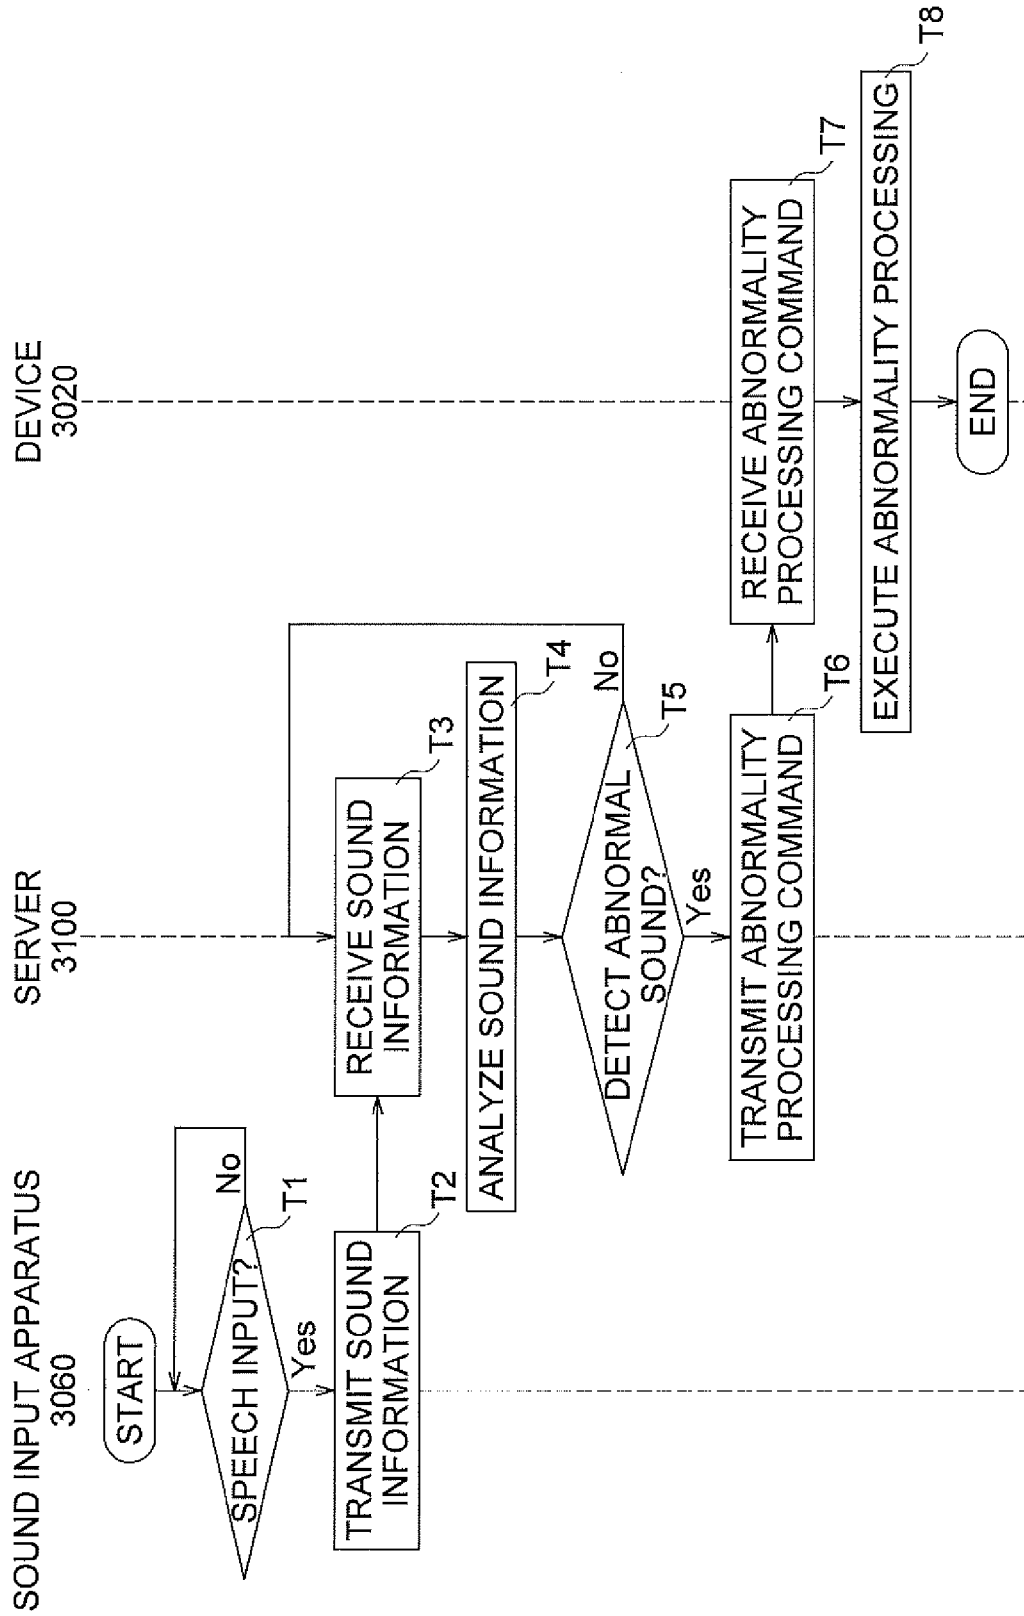 SOUND INPUT APPARATUS
3060
SERVER
3100
DEVICE
3020
START
SPEECH INPUT?
T1
No
Yes
TRANSMIT SOUND
INFORMATION
T2
RECEIVE SOUND
INFORMATION
T3
ANALYZE SOUND INFORMATION
T4
DETECT ABNORMAL
SOUND?
T5
No
Yes
TRANSMIT ABNORMALITY
PROCESSING COMMAND
T6
RECEIVE ABNORMALITY
PROCESSING COMMAND
T7
EXECUTE ABNORMALITY PROCESSING
T8
END